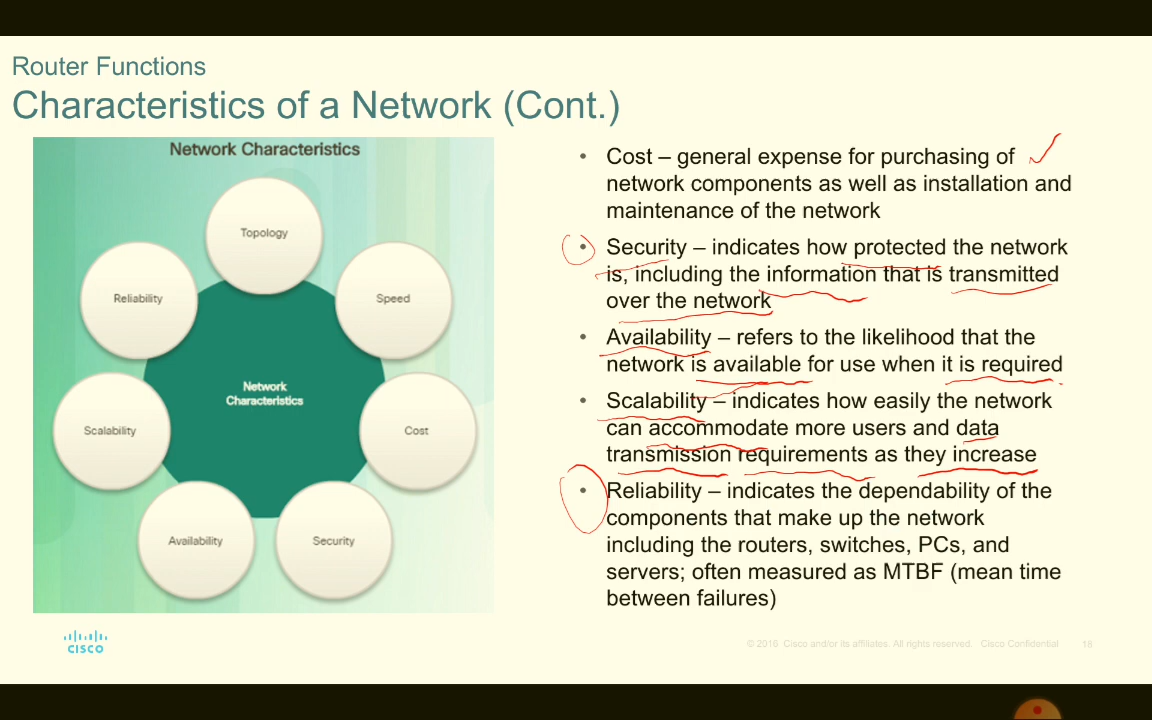 Router Functions
Characteristics of a Network (Cont.)
Network Characteristics
Topology
Reliability
Speed
Network
Characteristics
Scalability
Cost
Availability
Security
• Cost – general expense for purchasing of
network components as well as installation and
maintenance of the network
• Security – indicates how protected the network
is, including the information that is transmitted
over the network
• Availability – refers to the likelihood that the
network is available for use when it is required
• Scalability – indicates how easily the network
can accommodate more users and data
transmission requirements as they increase
• Reliability – indicates the dependability of the
components that make up the network
including the routers, switches, PCs, and
servers; often measured as MTBF (mean time
between failures)
CISCO
© 2016 Cisco and/or its affiliates. All rights reserved. Cisco Confidential
18